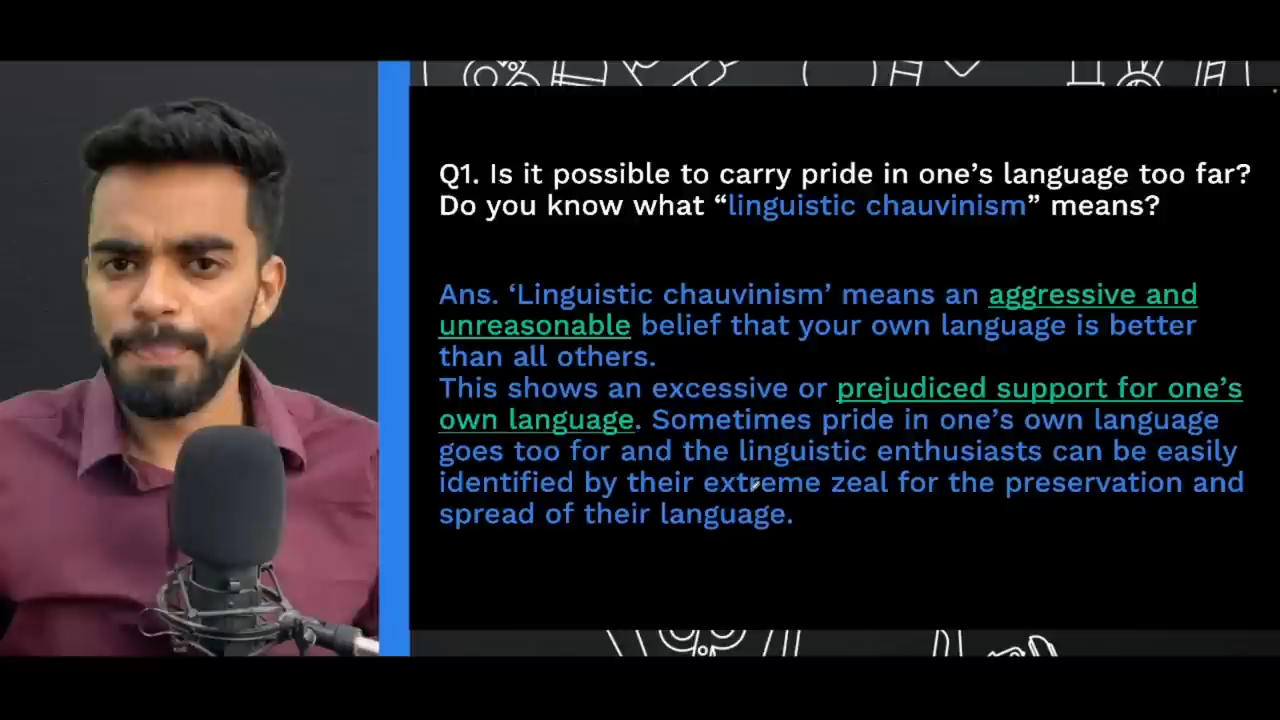 Q1. Is it possible to carry pride in one's language too far?
Do you know what “linguistic chauvinism” means?
Ans. ‘Linguistic chauvinism’ means an aggressive and
unreasonable belief that your own language is better
than all others.
This shows an excessive or prejudiced support for one's
own language. Sometimes pride in one's own language
goes too for and the linguistic enthusiasts can be easily
identified by their extreme zeal for the preservation and
spread of their language.